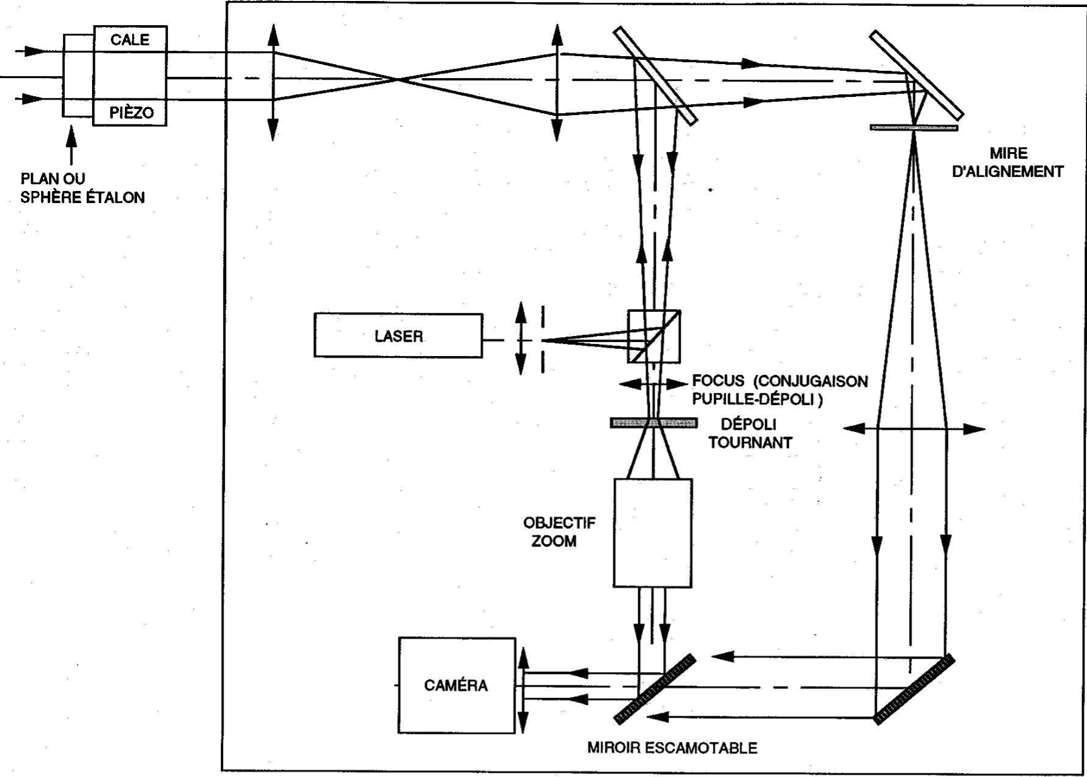 CALE
PIÈZO
PLAN OU
SPHÈRE ÉTALON
MIRE
D'ALIGNEMENT
LASER
FOCUS (CONJUGAISON
PUPILLE-DÉPOLI )
DÉPOLI
TOURNANT
OBJECTIF
ZOOM
CAMÉRA
MIROIR ESCAMOTABLE